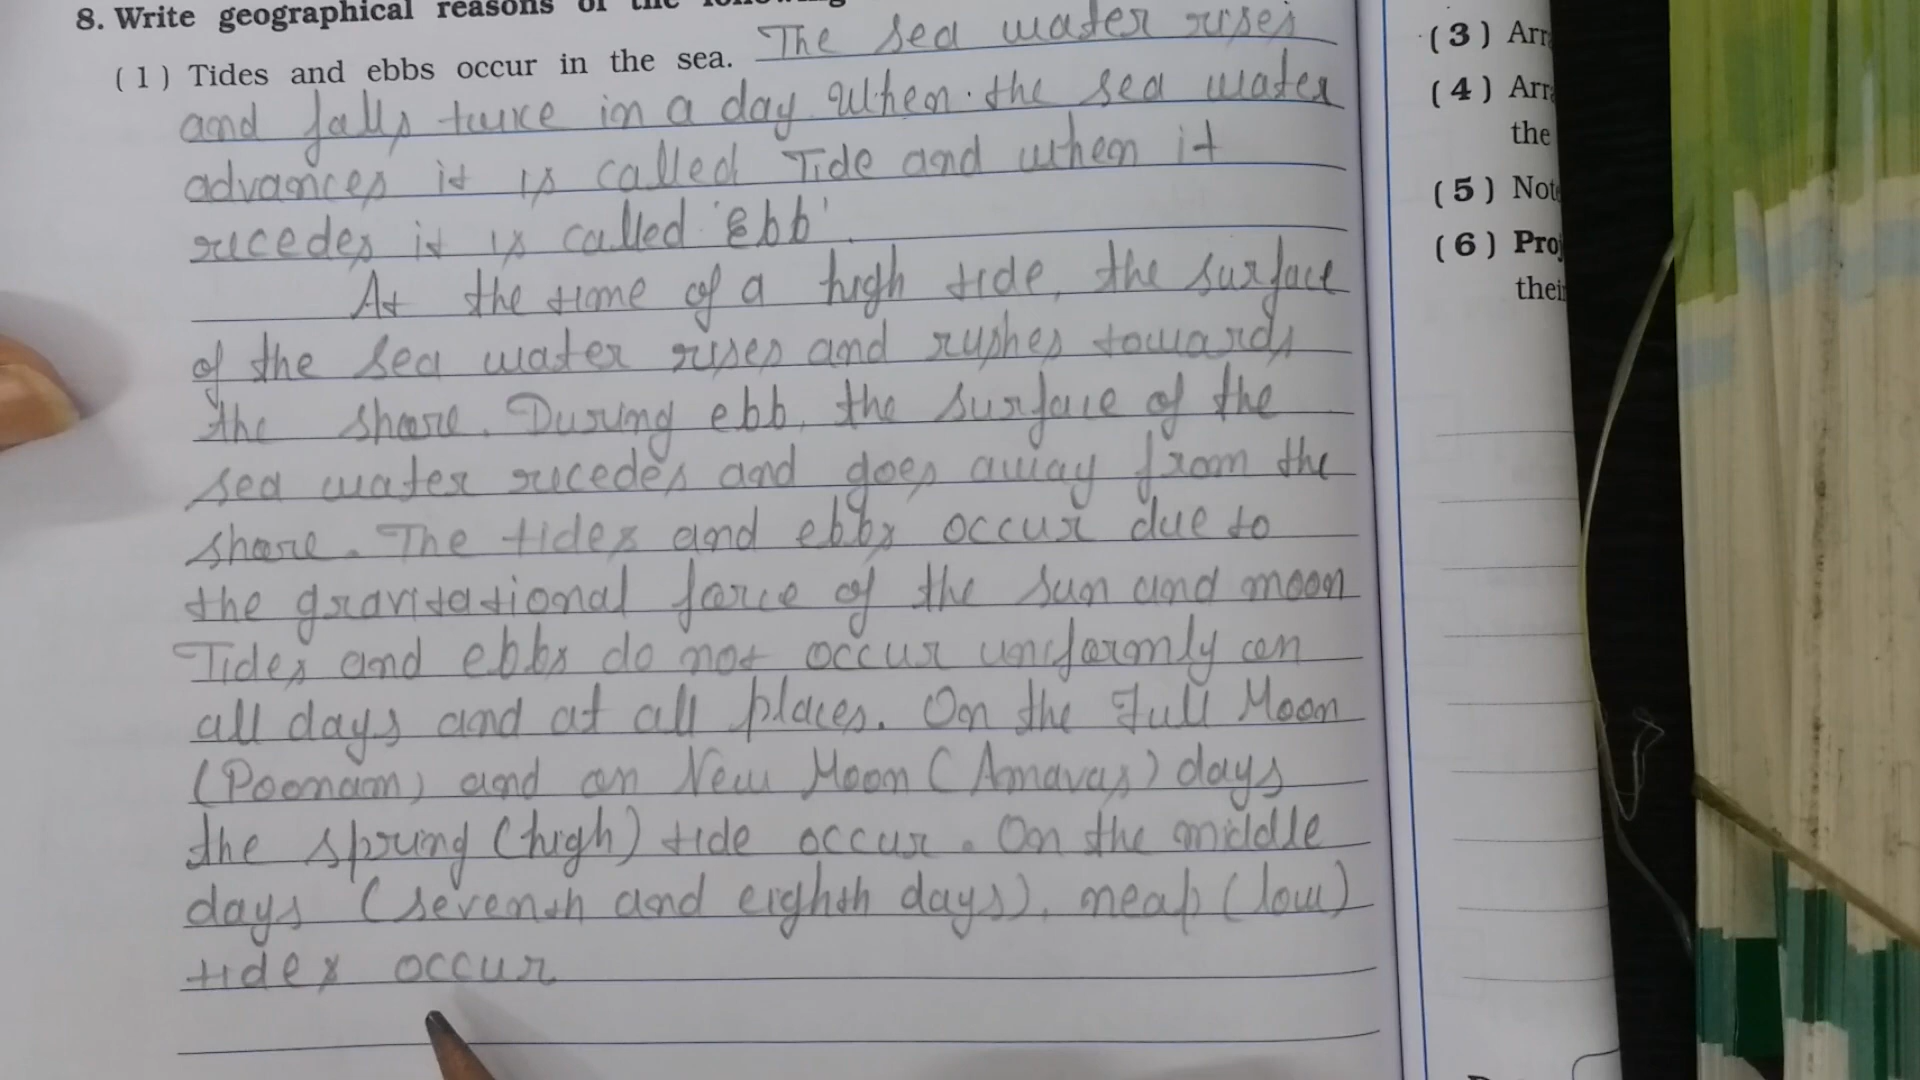 8. Write geographical reasons of the following
(1) Tides and ebbs occur in the sea. The sea water rises
and falls twice in a day when the sea water
advances it is called Tide and when it
recedes it is called 'Ebb'.
At the time of a high tide, the surface
of the sea water rises and rushes towards
the shore. During ebb, the surface of the
sea water recedes and goes away from the
shore. The tides and ebbs occur due to
the gravitational force of the sun and moon
Tides and ebbs do not occur uniformly on
all days and at all places. On the Full Moon
(Poonam) and on New Moon (Amavas) days
the spring (high) tide occur. On the middle
days (seventh and eighth days), neap (low)
tides occur
(3) Arr
(4) Arr
the
(5) Note
(6) Proj
thei